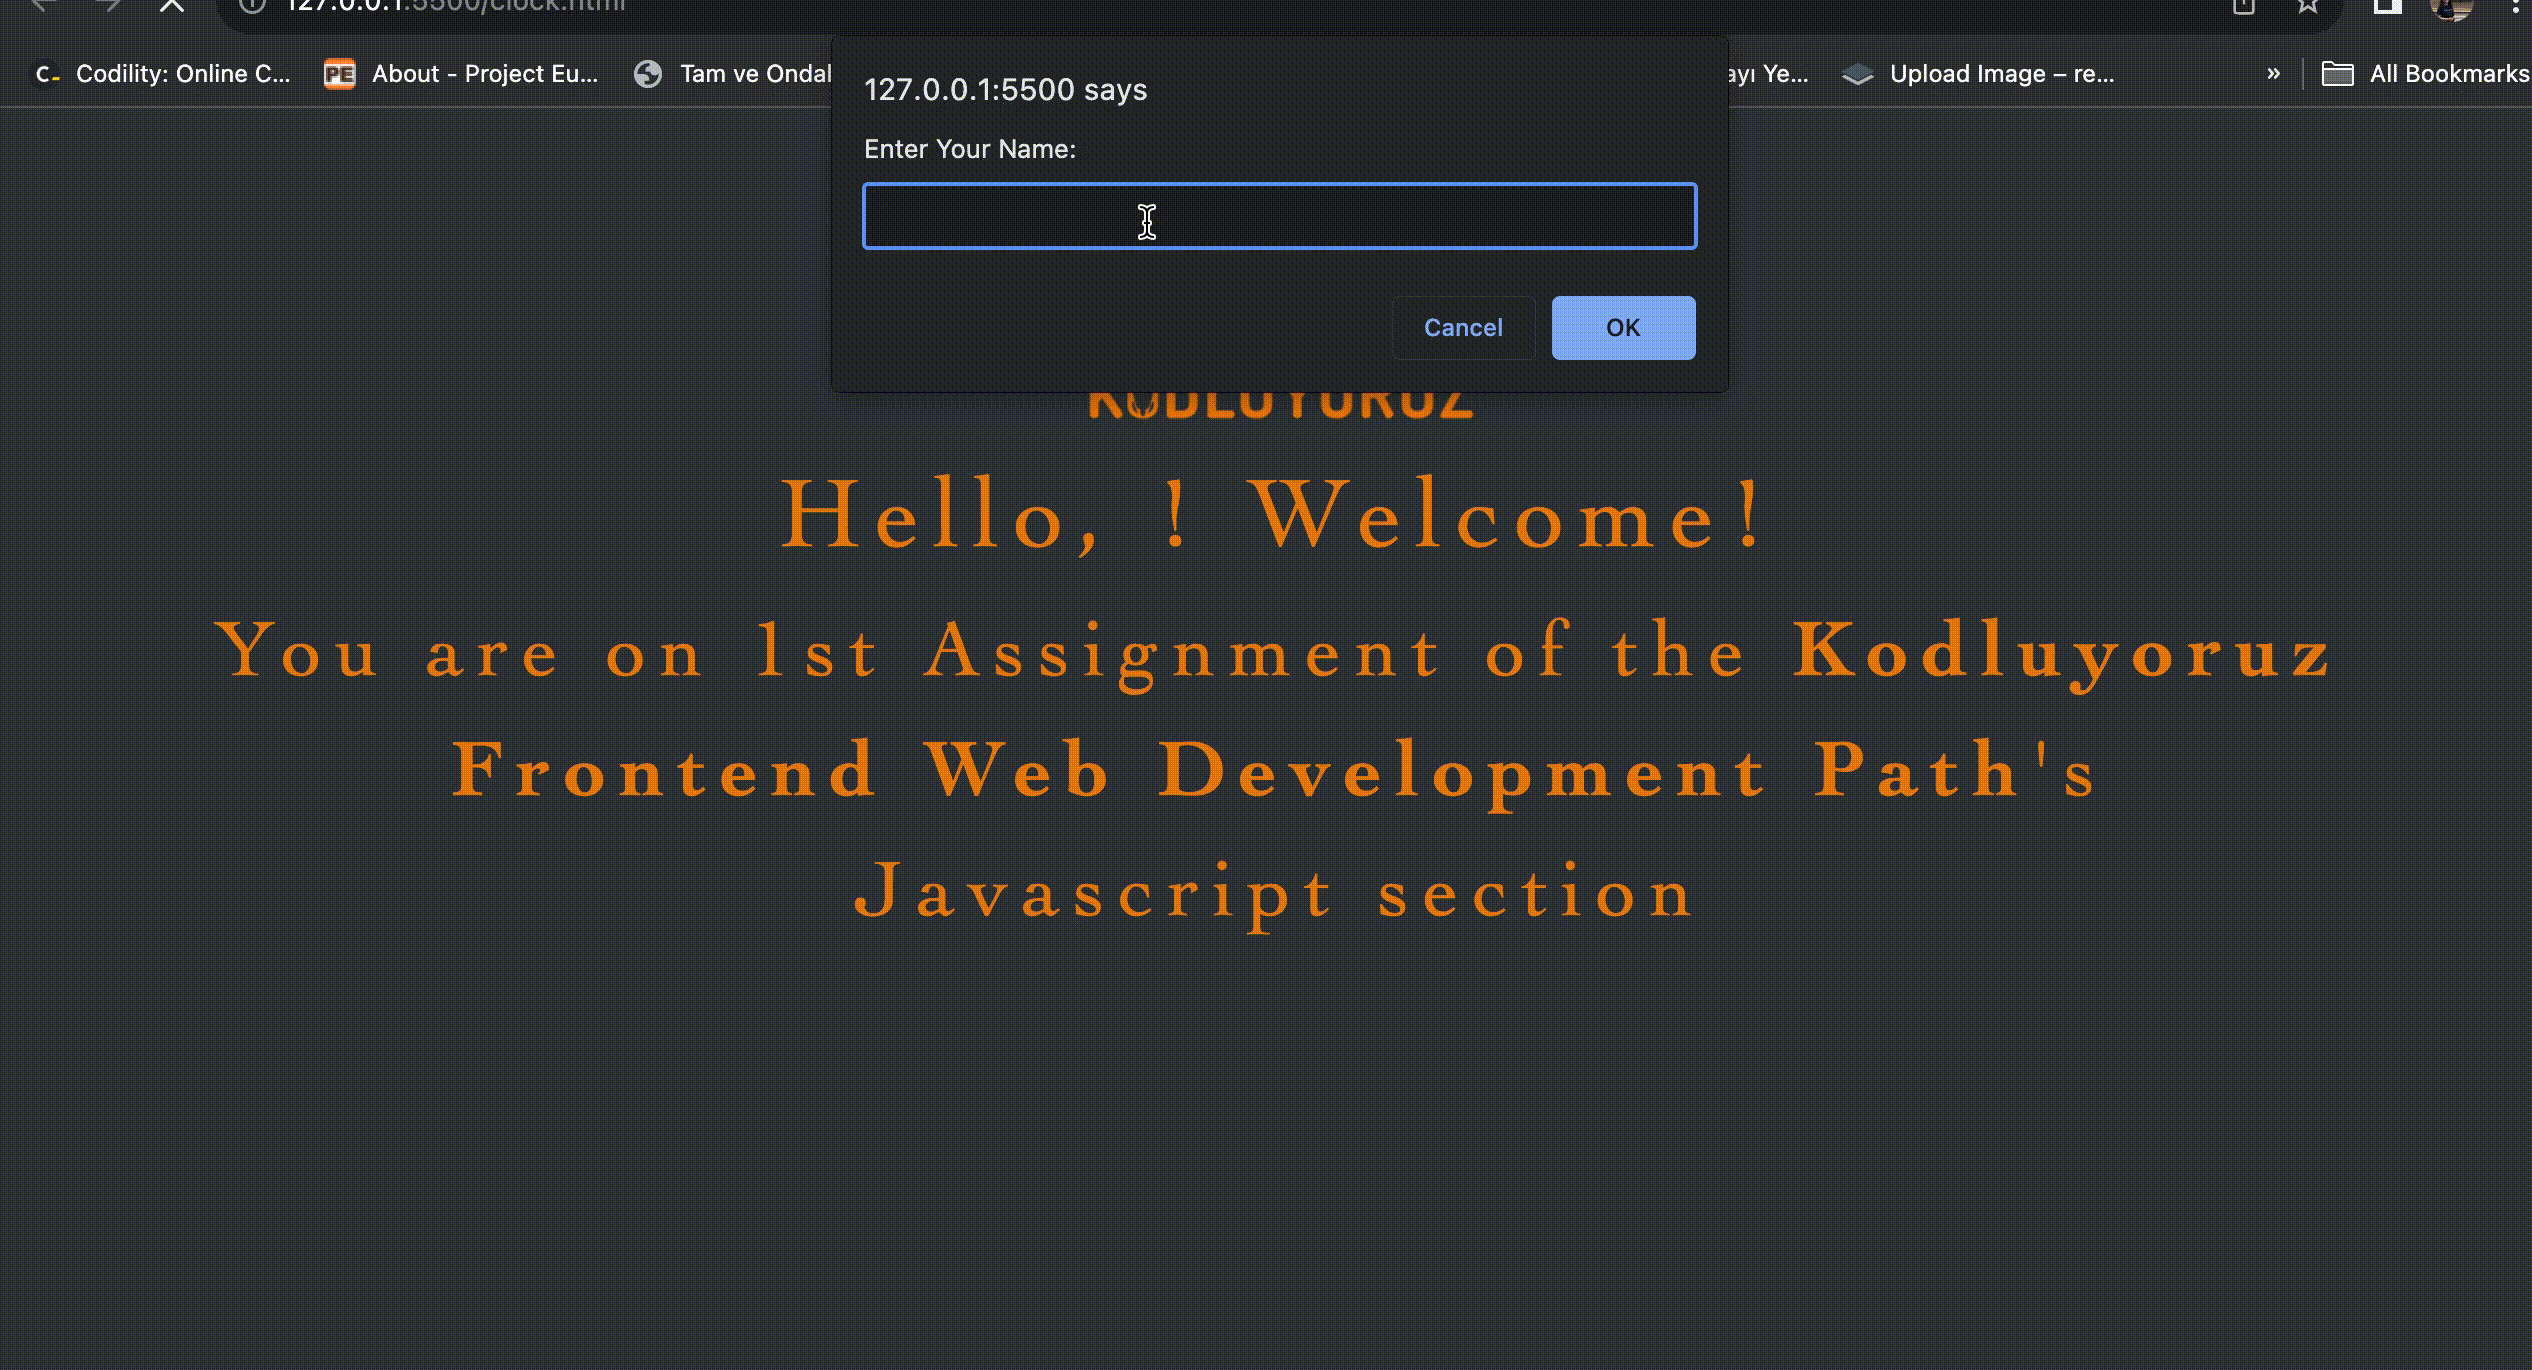 127.0.0.1:5500/clock.html
Codility: Online C... PE About - Project Eu... Tam ve Ondal ayı Ye... Upload Image – re... » All Bookmarks
127.0.0.1:5500 says
Enter Your Name:
Cancel OK
KODLUYORUZ
Hello, ! Welcome!
You are on 1st Assignment of the Kodluyoruz
Frontend Web Development Path's
Javascript section